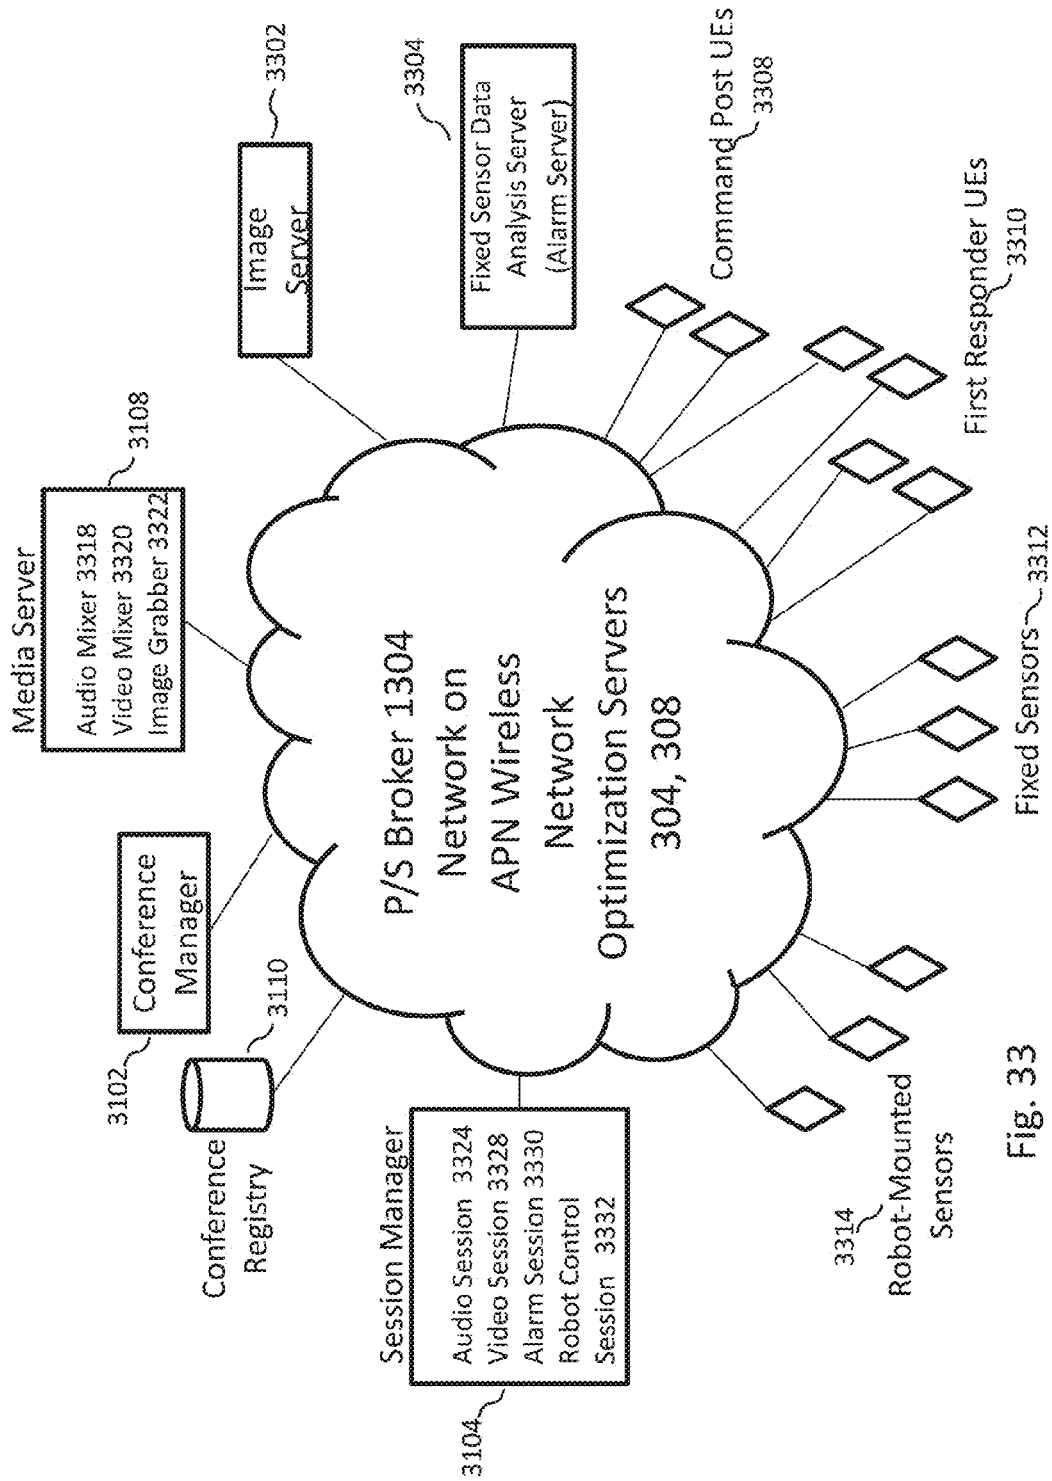 Media Server
3108
Audio Mixer 3318
Video Mixer 3320
Image Grabber 3322
3302
Image
Server
3304
Fixed Sensor Data
Analysis Server
(Alarm Server)
3102
Conference
Manager
3110
Conference
Registry
Session Manager
Audio Session 3324
Video Session 3328
Alarm Session 3330
Robot Control
Session 3332
3104
P/S Broker 1304
Network on
APN Wireless
Network
Optimization Servers
304, 308
Command Post UEs
3308
First Responder UEs
3310
Fixed Sensors 3312
3314
Robot-Mounted
Sensors
Fig. 33